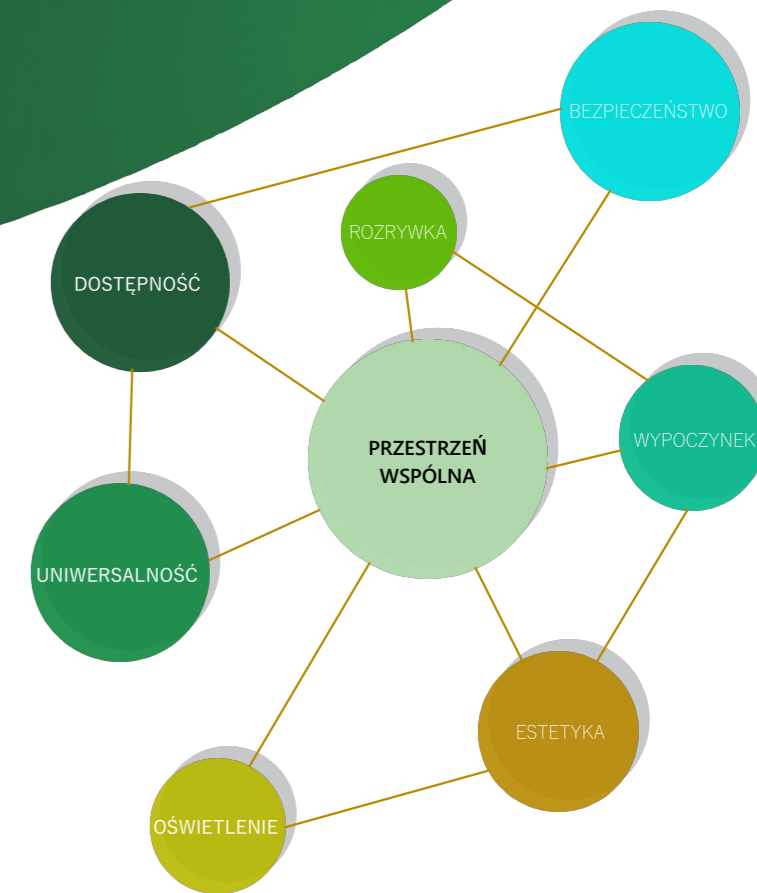 BEZPIECZEŃSTWO
ROZRYWKA
DOSTĘPNOŚĆ
PRZESTRZEŃ
WSPÓLNA
WYPOCZYNEK
UNIWERSALNOŚĆ
ESTETYKA
OŚWIETLENIE